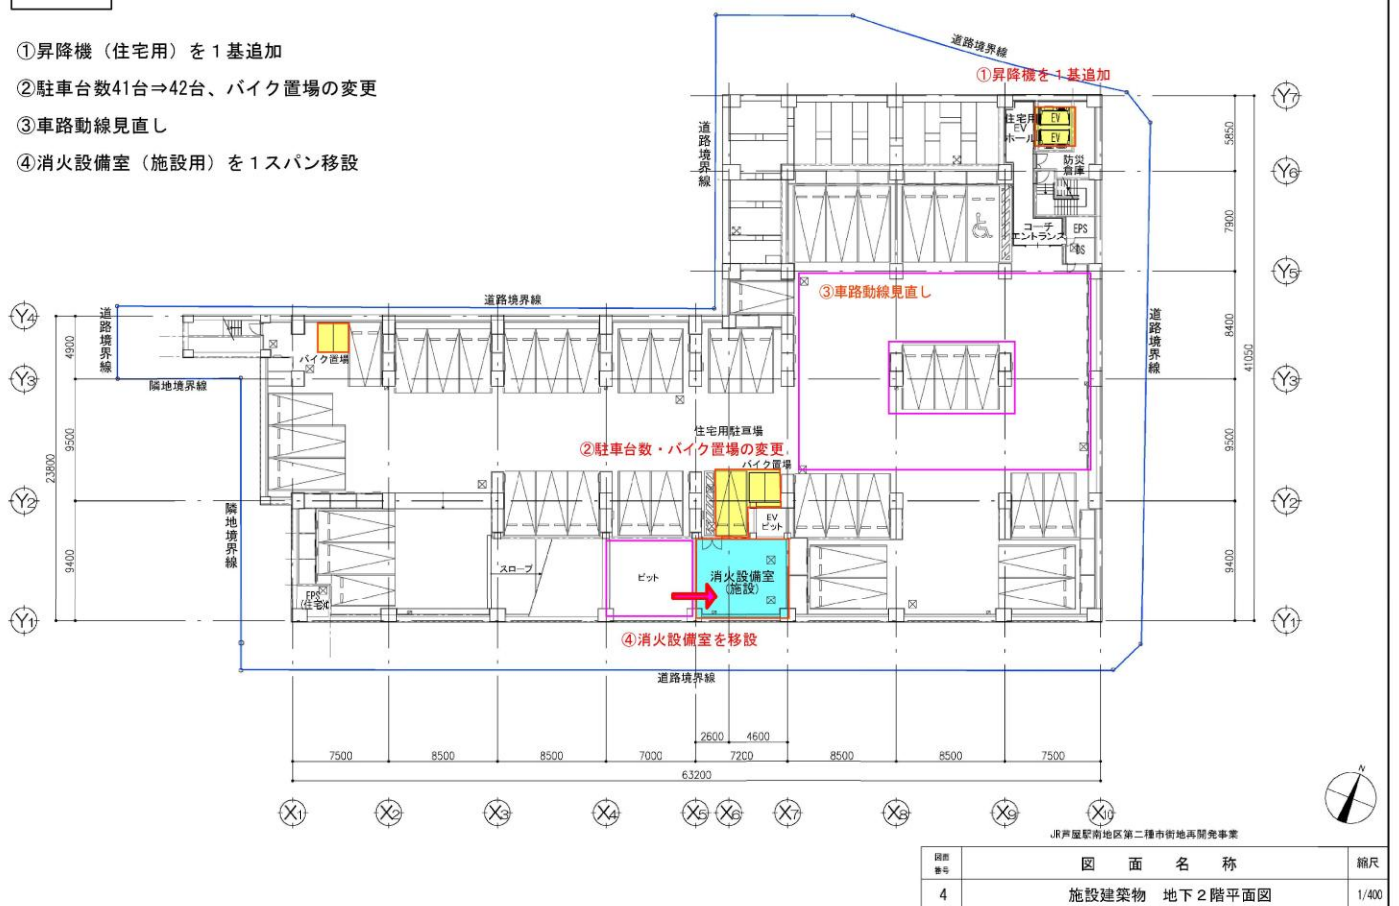 ①昇降機（住宅用）を１基追加
②駐車台数41台⇒42台、バイク置場の変更
③車路動線見直し
④消火設備室（施設用）を１スパン移設
道路境界線
①昇降機を１基追加
道路境界線
住宅用
EV
ホール
EV
EV
防災
倉庫
コーチ
エントランス
EPS
DS
Y7
Y6
Y5
Y3
Y2
Y1
5850
7900
8400
9500
9400
41050
道路境界線
③車路動線見直し
道路境界線
Y4
Y3
Y2
Y1
4900
9500
9400
23800
道路境界線
隣地境界線
隣地境界線
バイク置場
住宅用駐車場
②駐車台数・バイク置場の変更
バイク置場
EV
ピット
スロープ
ピット
消火設備室
(施設)
EPS
(住宅)
④消火設備室を移設
道路境界線
2600
4600
7500
8500
8500
7000
7200
8500
8500
7500
63200
X1
X2
X3
X4
X5
X6
X7
X8
X9
X10
N
JR芦屋駅南地区第二種市街地再開発事業
図面
番号
図面名称
縮尺
4
施設建築物　地下２階平面図
1/400